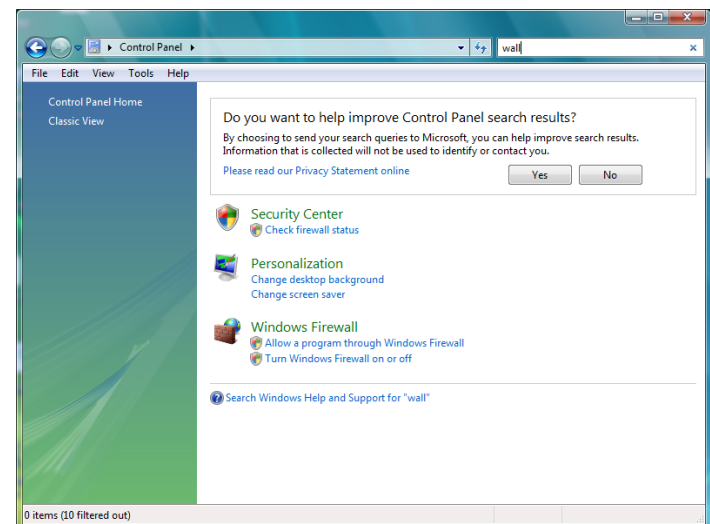 Control Panel
wall
File Edit View Tools Help
Control Panel Home
Classic View
Do you want to help improve Control Panel search results?
By choosing to send your search queries to Microsoft, you can help improve search results.
Information that is collected will not be used to identify or contact you.
Please read our Privacy Statement online
Yes No
Security Center
Check firewall status
Personalization
Change desktop background
Change screen saver
Windows Firewall
Allow a program through Windows Firewall
Turn Windows Firewall on or off
Search Windows Help and Support for "wall"
0 items (10 filtered out)